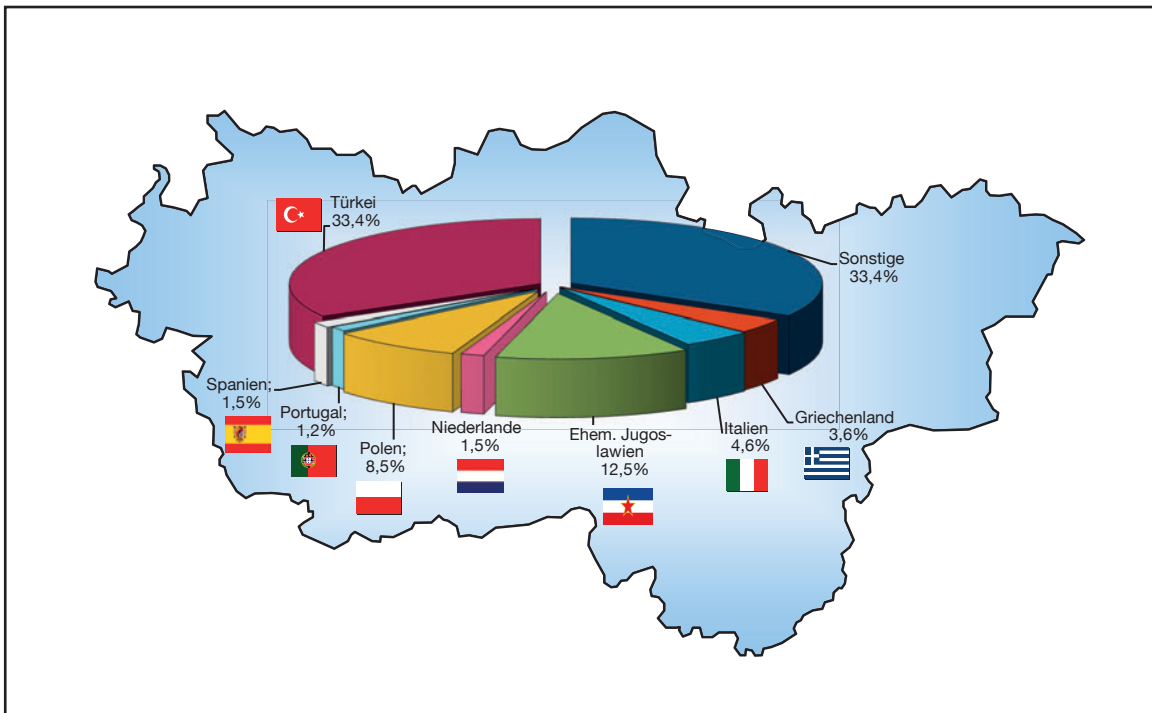 Türkei
33,4%
Sonstige
33,4%
Spanien;
1,5%
Portugal;
1,2%
Polen;
8,5%
Niederlande
1,5%
Ehem. Jugos-
lawien
12,5%
Italien
4,6%
Griechenland
3,6%